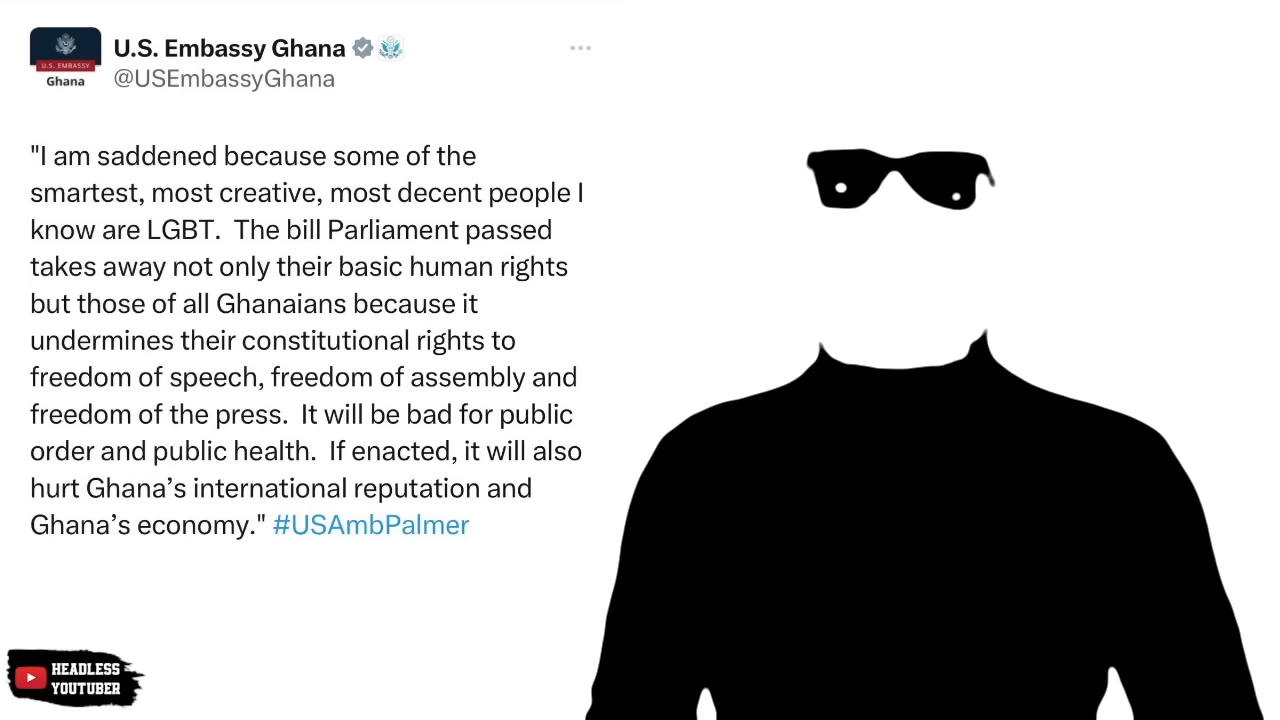 U.S. Embassy Ghana
@USEmbassyGhana
U.S. EMBASSY
Ghana
"I am saddened because some of the
smartest, most creative, most decent people I
know are LGBT.  The bill Parliament passed
takes away not only their basic human rights
but those of all Ghanaians because it
undermines their constitutional rights to
freedom of speech, freedom of assembly and
freedom of the press.  It will be bad for public
order and public health.  If enacted, it will also
hurt Ghana’s international reputation and
Ghana’s economy." #USAmbPalmer
HEADLESS
YOUTUBER